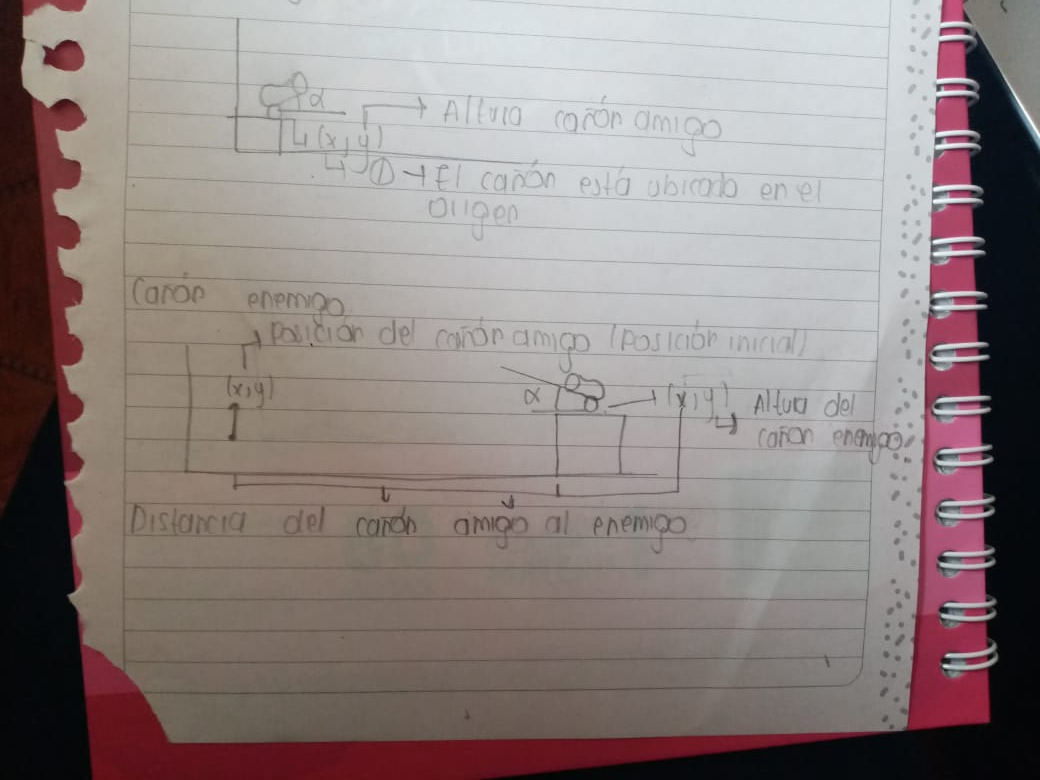 α
→ Altura cañón amigo
↳ (x, y)
↳ ① → El cañón está ubicado en el
origen
Cañón enemigo
↱ Posición del cañón amigo (Posición inicial)
(x, y)
α
→ (x, y) Altura del
↳ cañón enemigo
Distancia del cañón amigo al enemigo